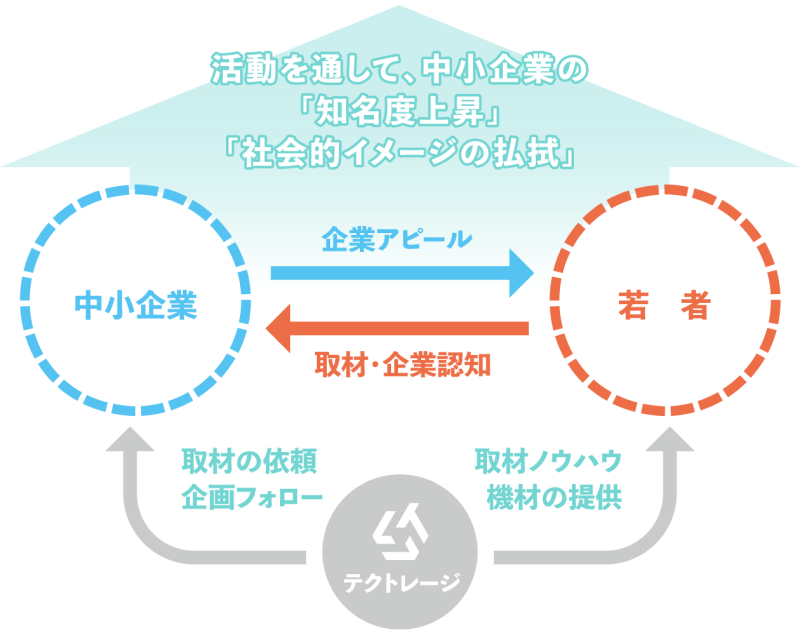 活動を通して、中小企業の
「知名度上昇」
「社会的イメージの払拭」
企業アピール
中小企業
若　者
取材・企業認知
取材の依頼
企画フォロー
取材ノウハウ
機材の提供
テクトレージ